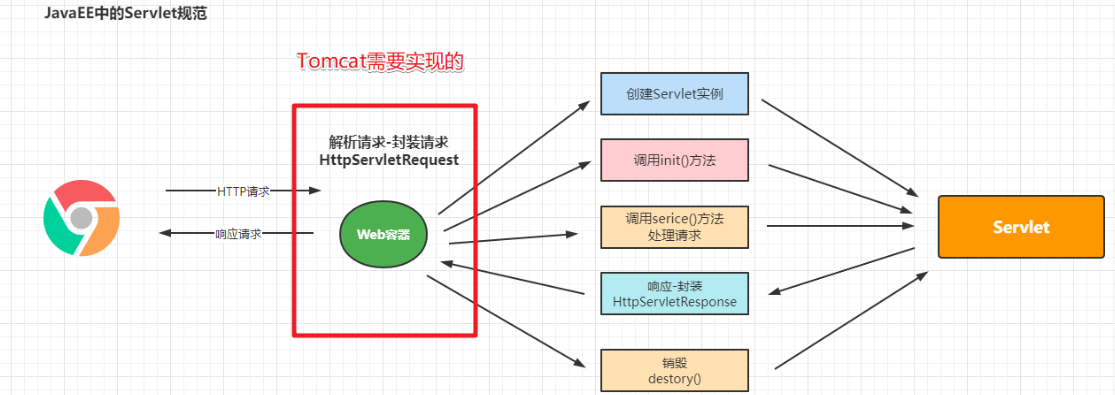 JavaEE中的Servlet规范
Tomcat需要实现的
解析请求-封装请求
HttpServletRequest
HTTP请求
响应请求
Web容器
创建Servlet实例
调用init()方法
调用serice()方法
处理请求
响应-封装
HttpServletResponse
销毁
destory()
Servlet